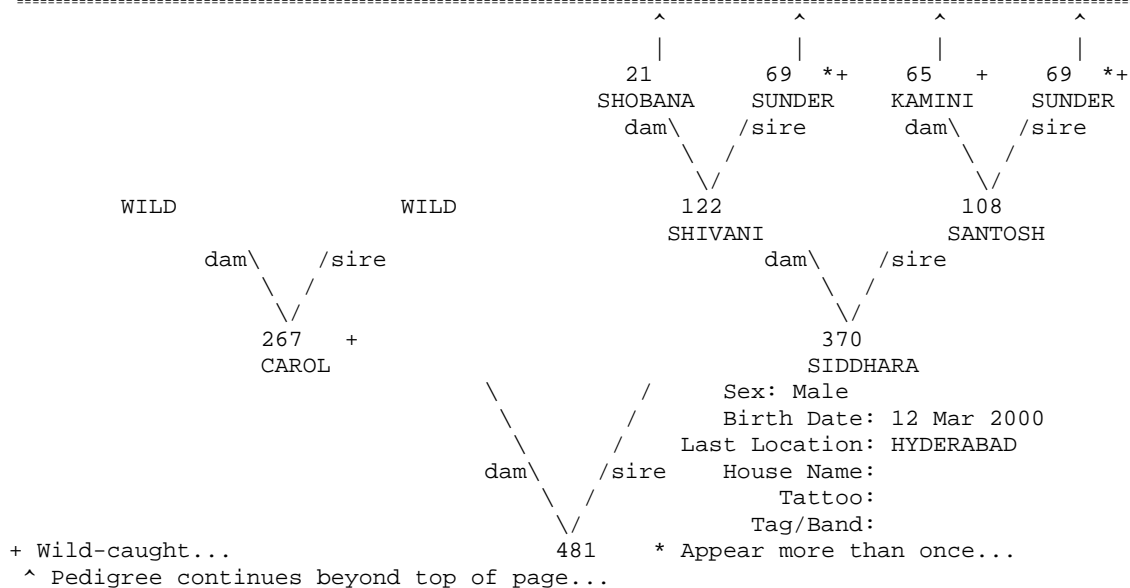 ================================================================================
^ ^ ^ ^
| | | |
21 69 *+ 65 + 69 *+
SHOBANA SUNDER KAMINI SUNDER
dam\ /sire dam\ /sire
\ / \ /
\/ \/
WILD WILD 122 108
SHIVANI SANTOSH
dam\ /sire dam\ /sire
\ / \ /
\/ \/
267 + 370
CAROL SIDDHARA
\ / Sex: Male
\ / Birth Date: 12 Mar 2000
\ / Last Location: HYDERABAD
dam\ /sire House Name:
\ / Tattoo:
\/ Tag/Band:
+ Wild-caught... 481 * Appear more than once...
^ Pedigree continues beyond top of page...